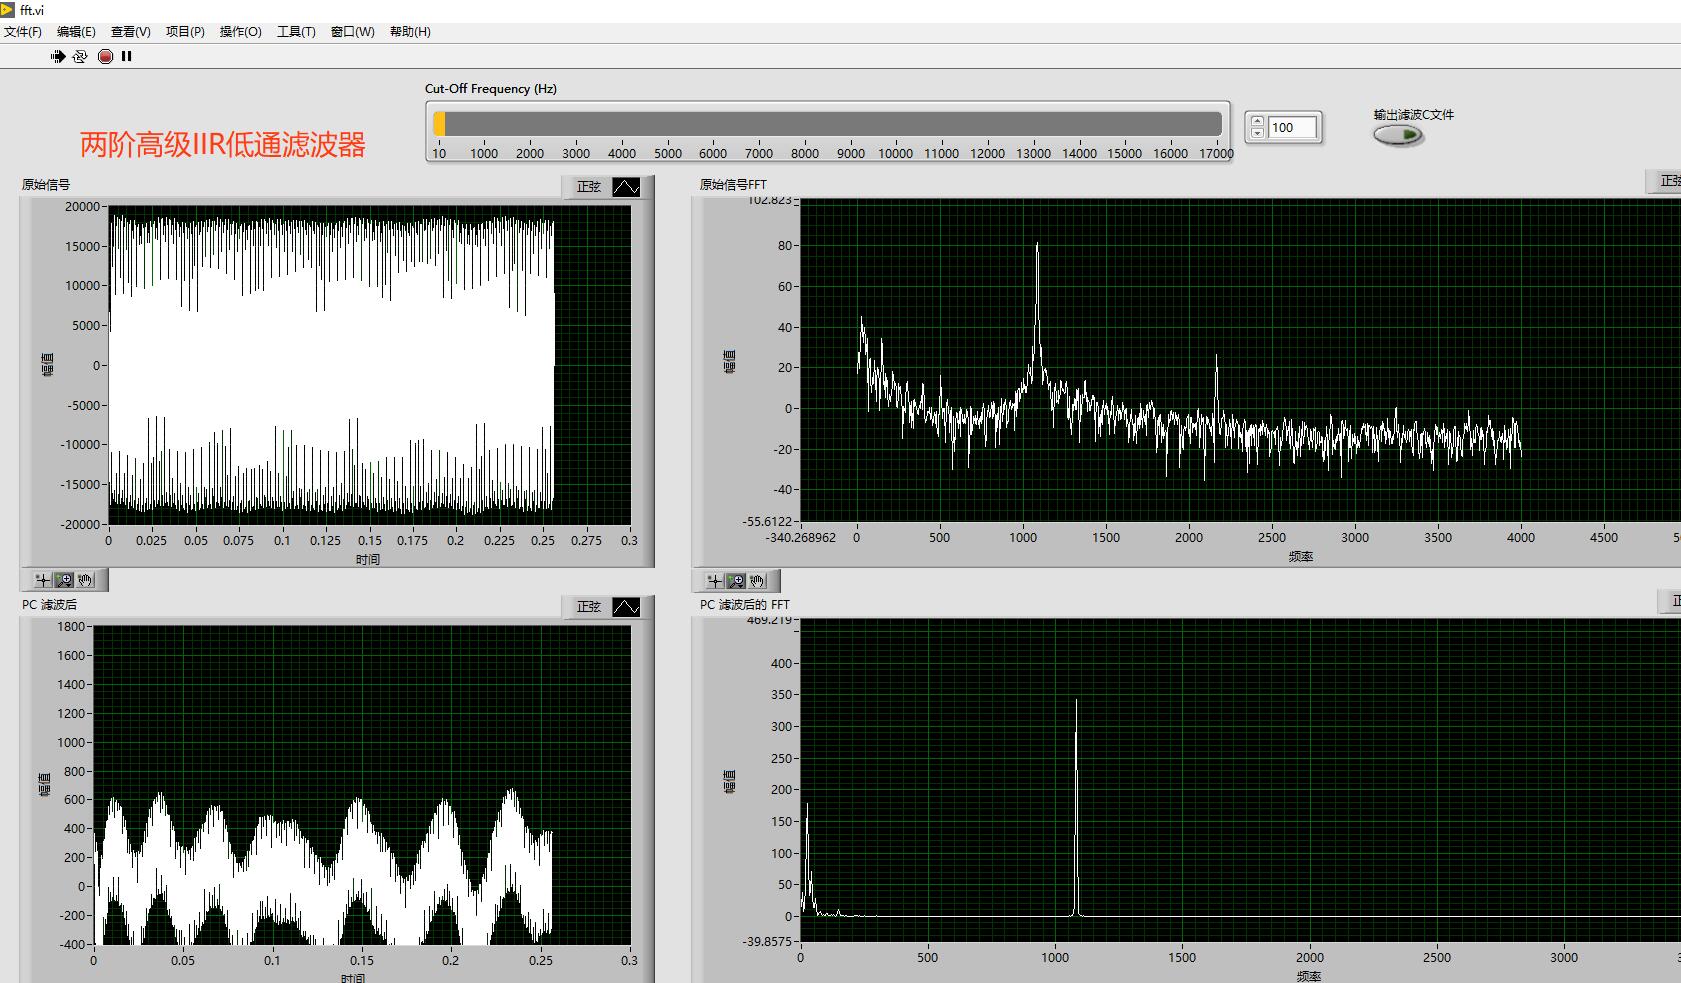 fft.vi
文件(F) 编辑(E) 查看(V) 项目(P) 操作(O) 工具(T) 窗口(W) 帮助(H)
Cut-Off Frequency (Hz)
10 1000 2000 3000 4000 5000 6000 7000 8000 9000 10000 11000 12000 13000 14000 15000 16000 17000
100
输出滤波C文件
两阶高级IIR低通滤波器
原始信号
正弦
20000
15000
10000
5000
0
-5000
-10000
-15000
-20000
幅值
0 0.025 0.05 0.075 0.1 0.125 0.15 0.175 0.2 0.225 0.25 0.275 0.3
时间
原始信号FFT
正弦
102.823
80
60
40
20
0
-20
-40
-55.6122
幅值
-340.268962 0 500 1000 1500 2000 2500 3000 3500 4000 4500
频率
PC 滤波后
正弦
1800
1600
1400
1200
1000
800
600
400
200
0
-200
-400
幅值
0 0.05 0.1 0.15 0.2 0.25 0.3
时间
PC 滤波后的 FFT
469.219
400
350
300
250
200
150
100
50
0
-39.8575
幅值
0 500 1000 1500 2000 2500 3000
频率